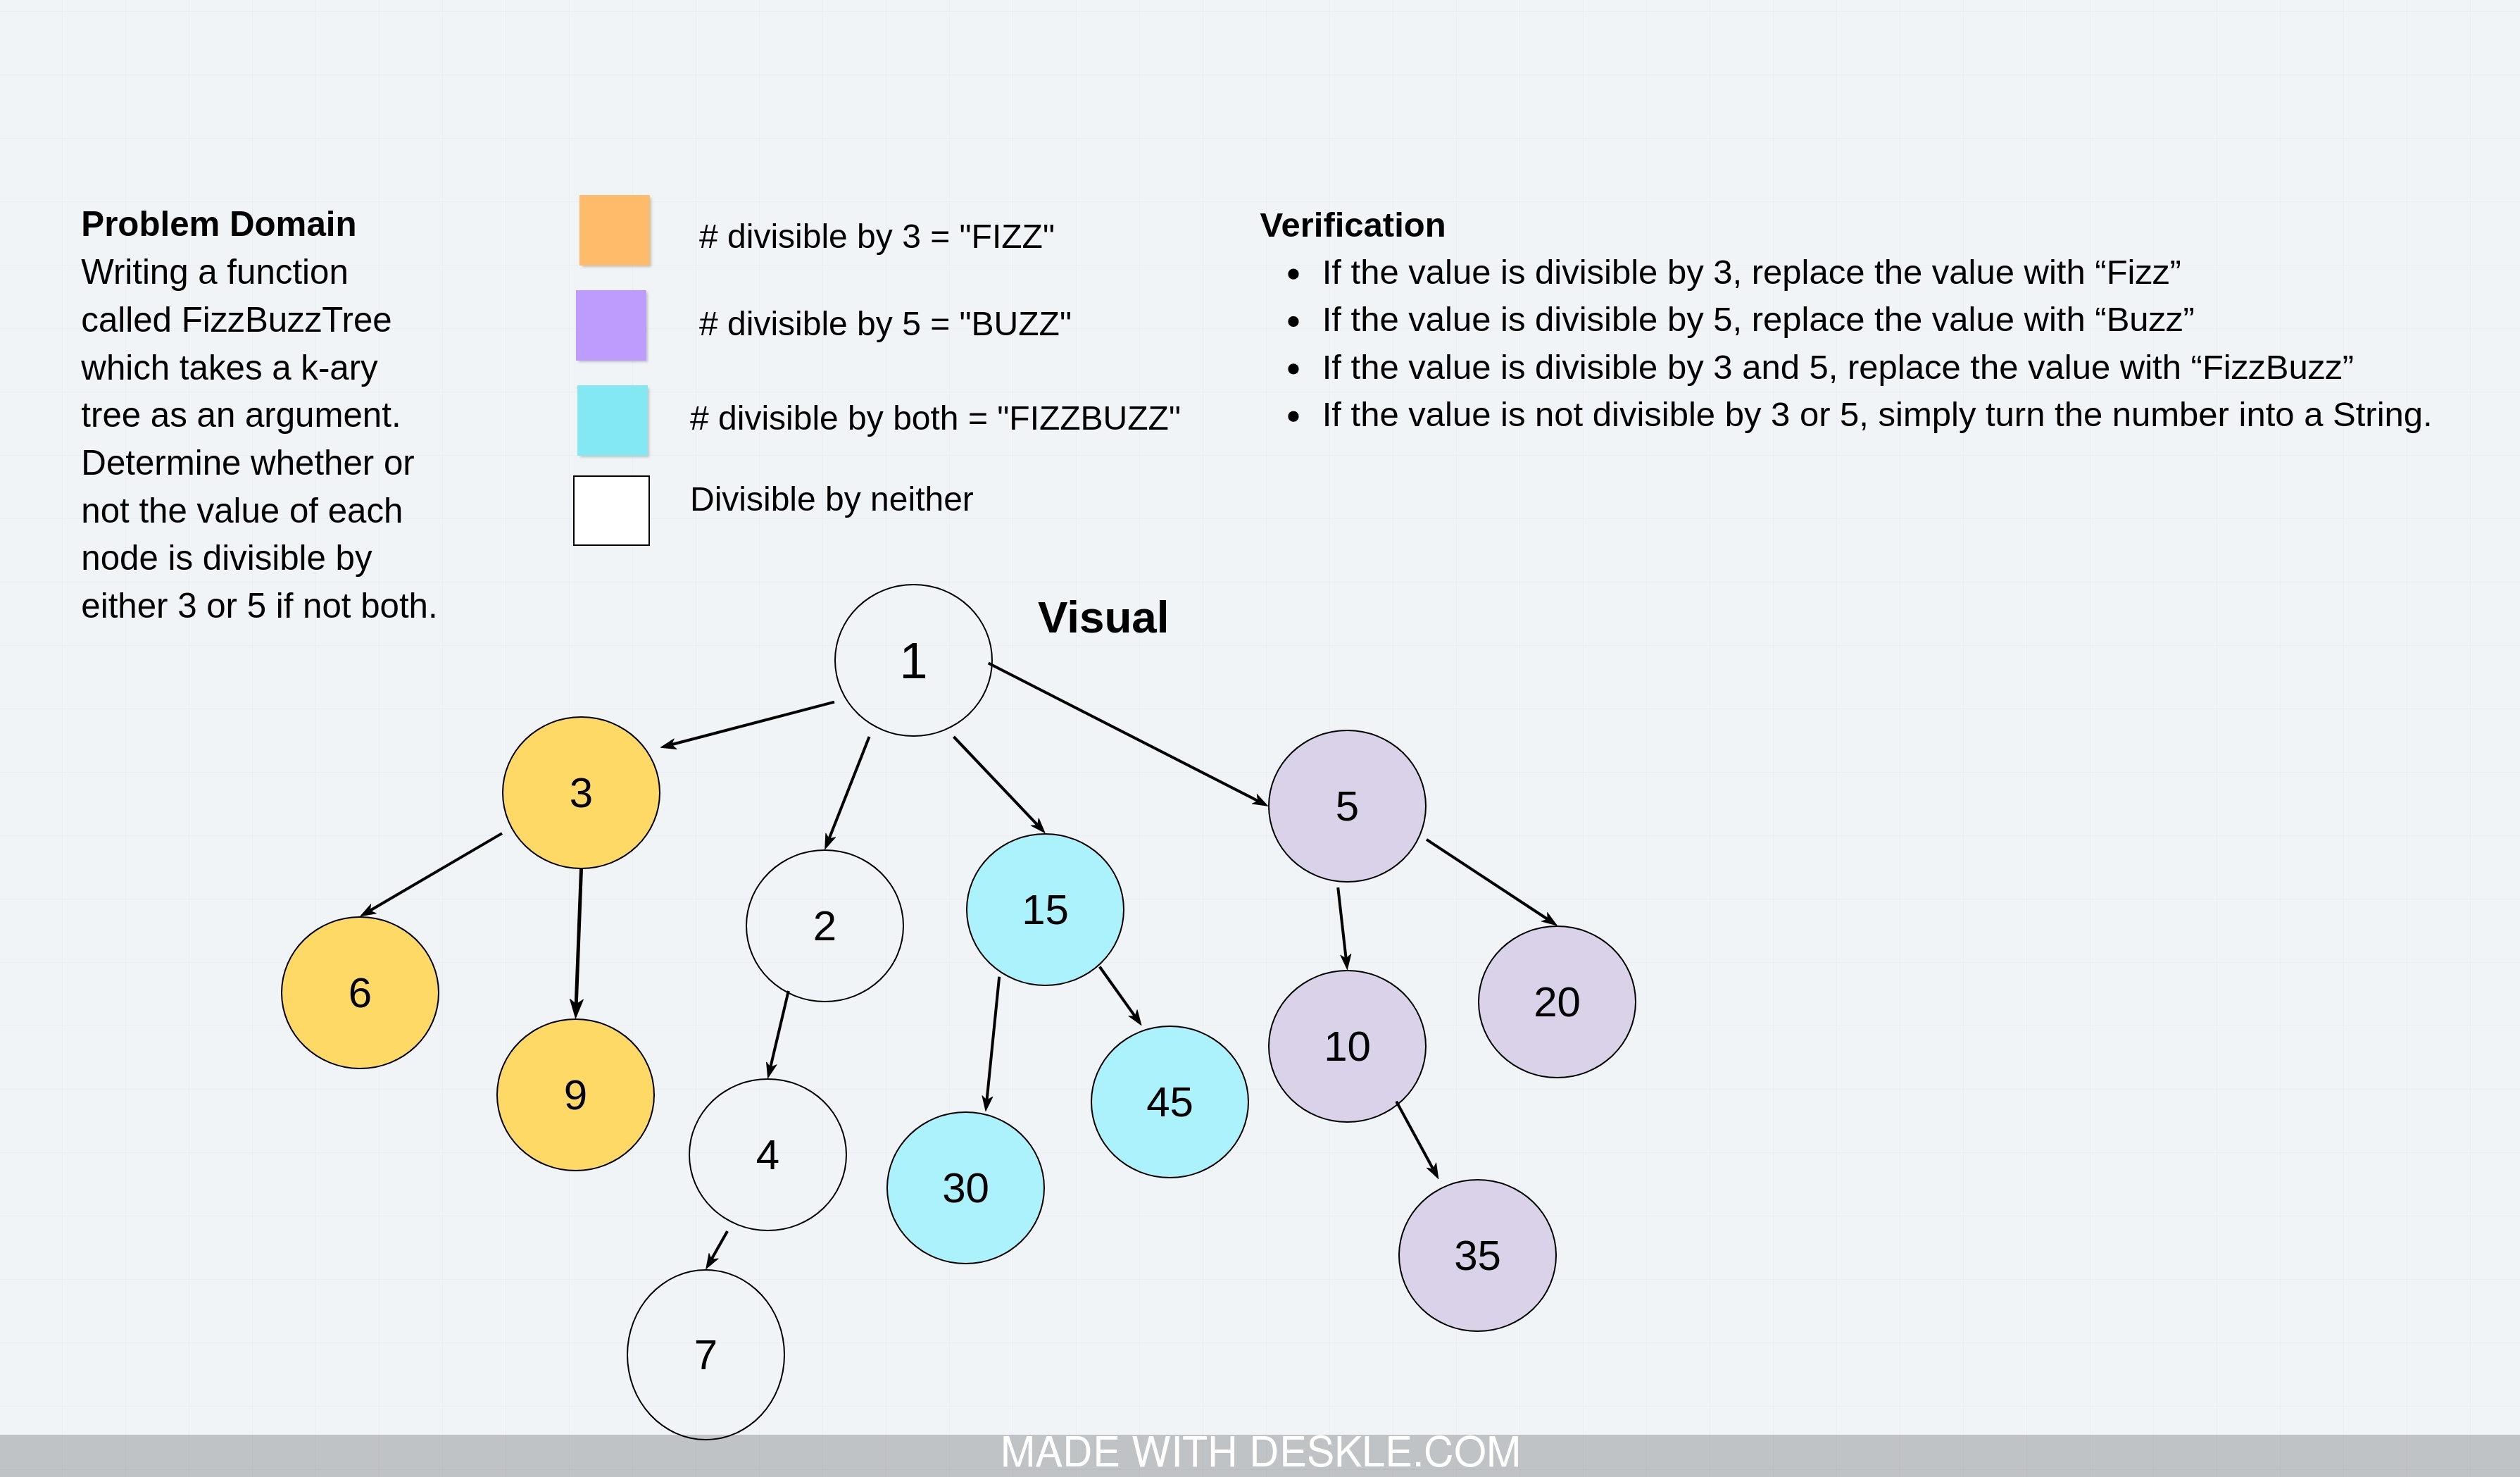 Problem Domain
Writing a function
called FizzBuzzTree
which takes a k-ary
tree as an argument.
Determine whether or
not the value of each
node is divisible by
either 3 or 5 if not both.
# divisible by 3 = "FIZZ"
# divisible by 5 = "BUZZ"
# divisible by both = "FIZZBUZZ"
Divisible by neither
Verification
• If the value is divisible by 3, replace the value with “Fizz”
• If the value is divisible by 5, replace the value with “Buzz”
• If the value is divisible by 3 and 5, replace the value with “FizzBuzz”
• If the value is not divisible by 3 or 5, simply turn the number into a String.
Visual
1
3
5
2
15
6
9
4
30
45
10
20
7
35
MADE WITH DESKLE.COM